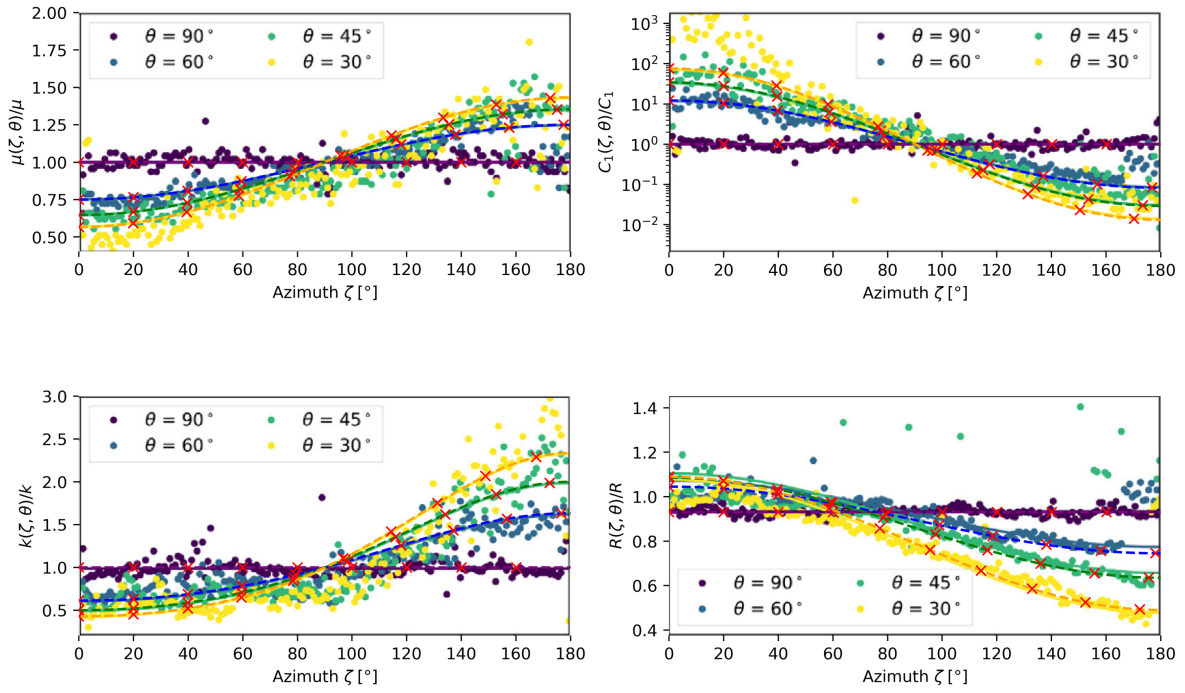 μ(ζ, θ)/μ
2.00
1.75
1.50
1.25
1.00
0.75
0.50
θ = 90°
θ = 45°
θ = 60°
θ = 30°
0 20 40 60 80 100 120 140 160 180
Azimuth ζ [°]
C₁(ζ, θ)/C₁
10³
10²
10¹
10⁰
10⁻¹
10⁻²
θ = 90°
θ = 45°
θ = 60°
θ = 30°
0 20 40 60 80 100 120 140 160 180
Azimuth ζ [°]
k(ζ, θ)/k
3.0
2.5
2.0
1.5
1.0
0.5
θ = 90°
θ = 45°
θ = 60°
θ = 30°
0 20 40 60 80 100 120 140 160 180
Azimuth ζ [°]
R(ζ, θ)/R
1.4
1.2
1.0
0.8
0.6
0.4
θ = 90°
θ = 45°
θ = 60°
θ = 30°
0 20 40 60 80 100 120 140 160 180
Azimuth ζ [°]